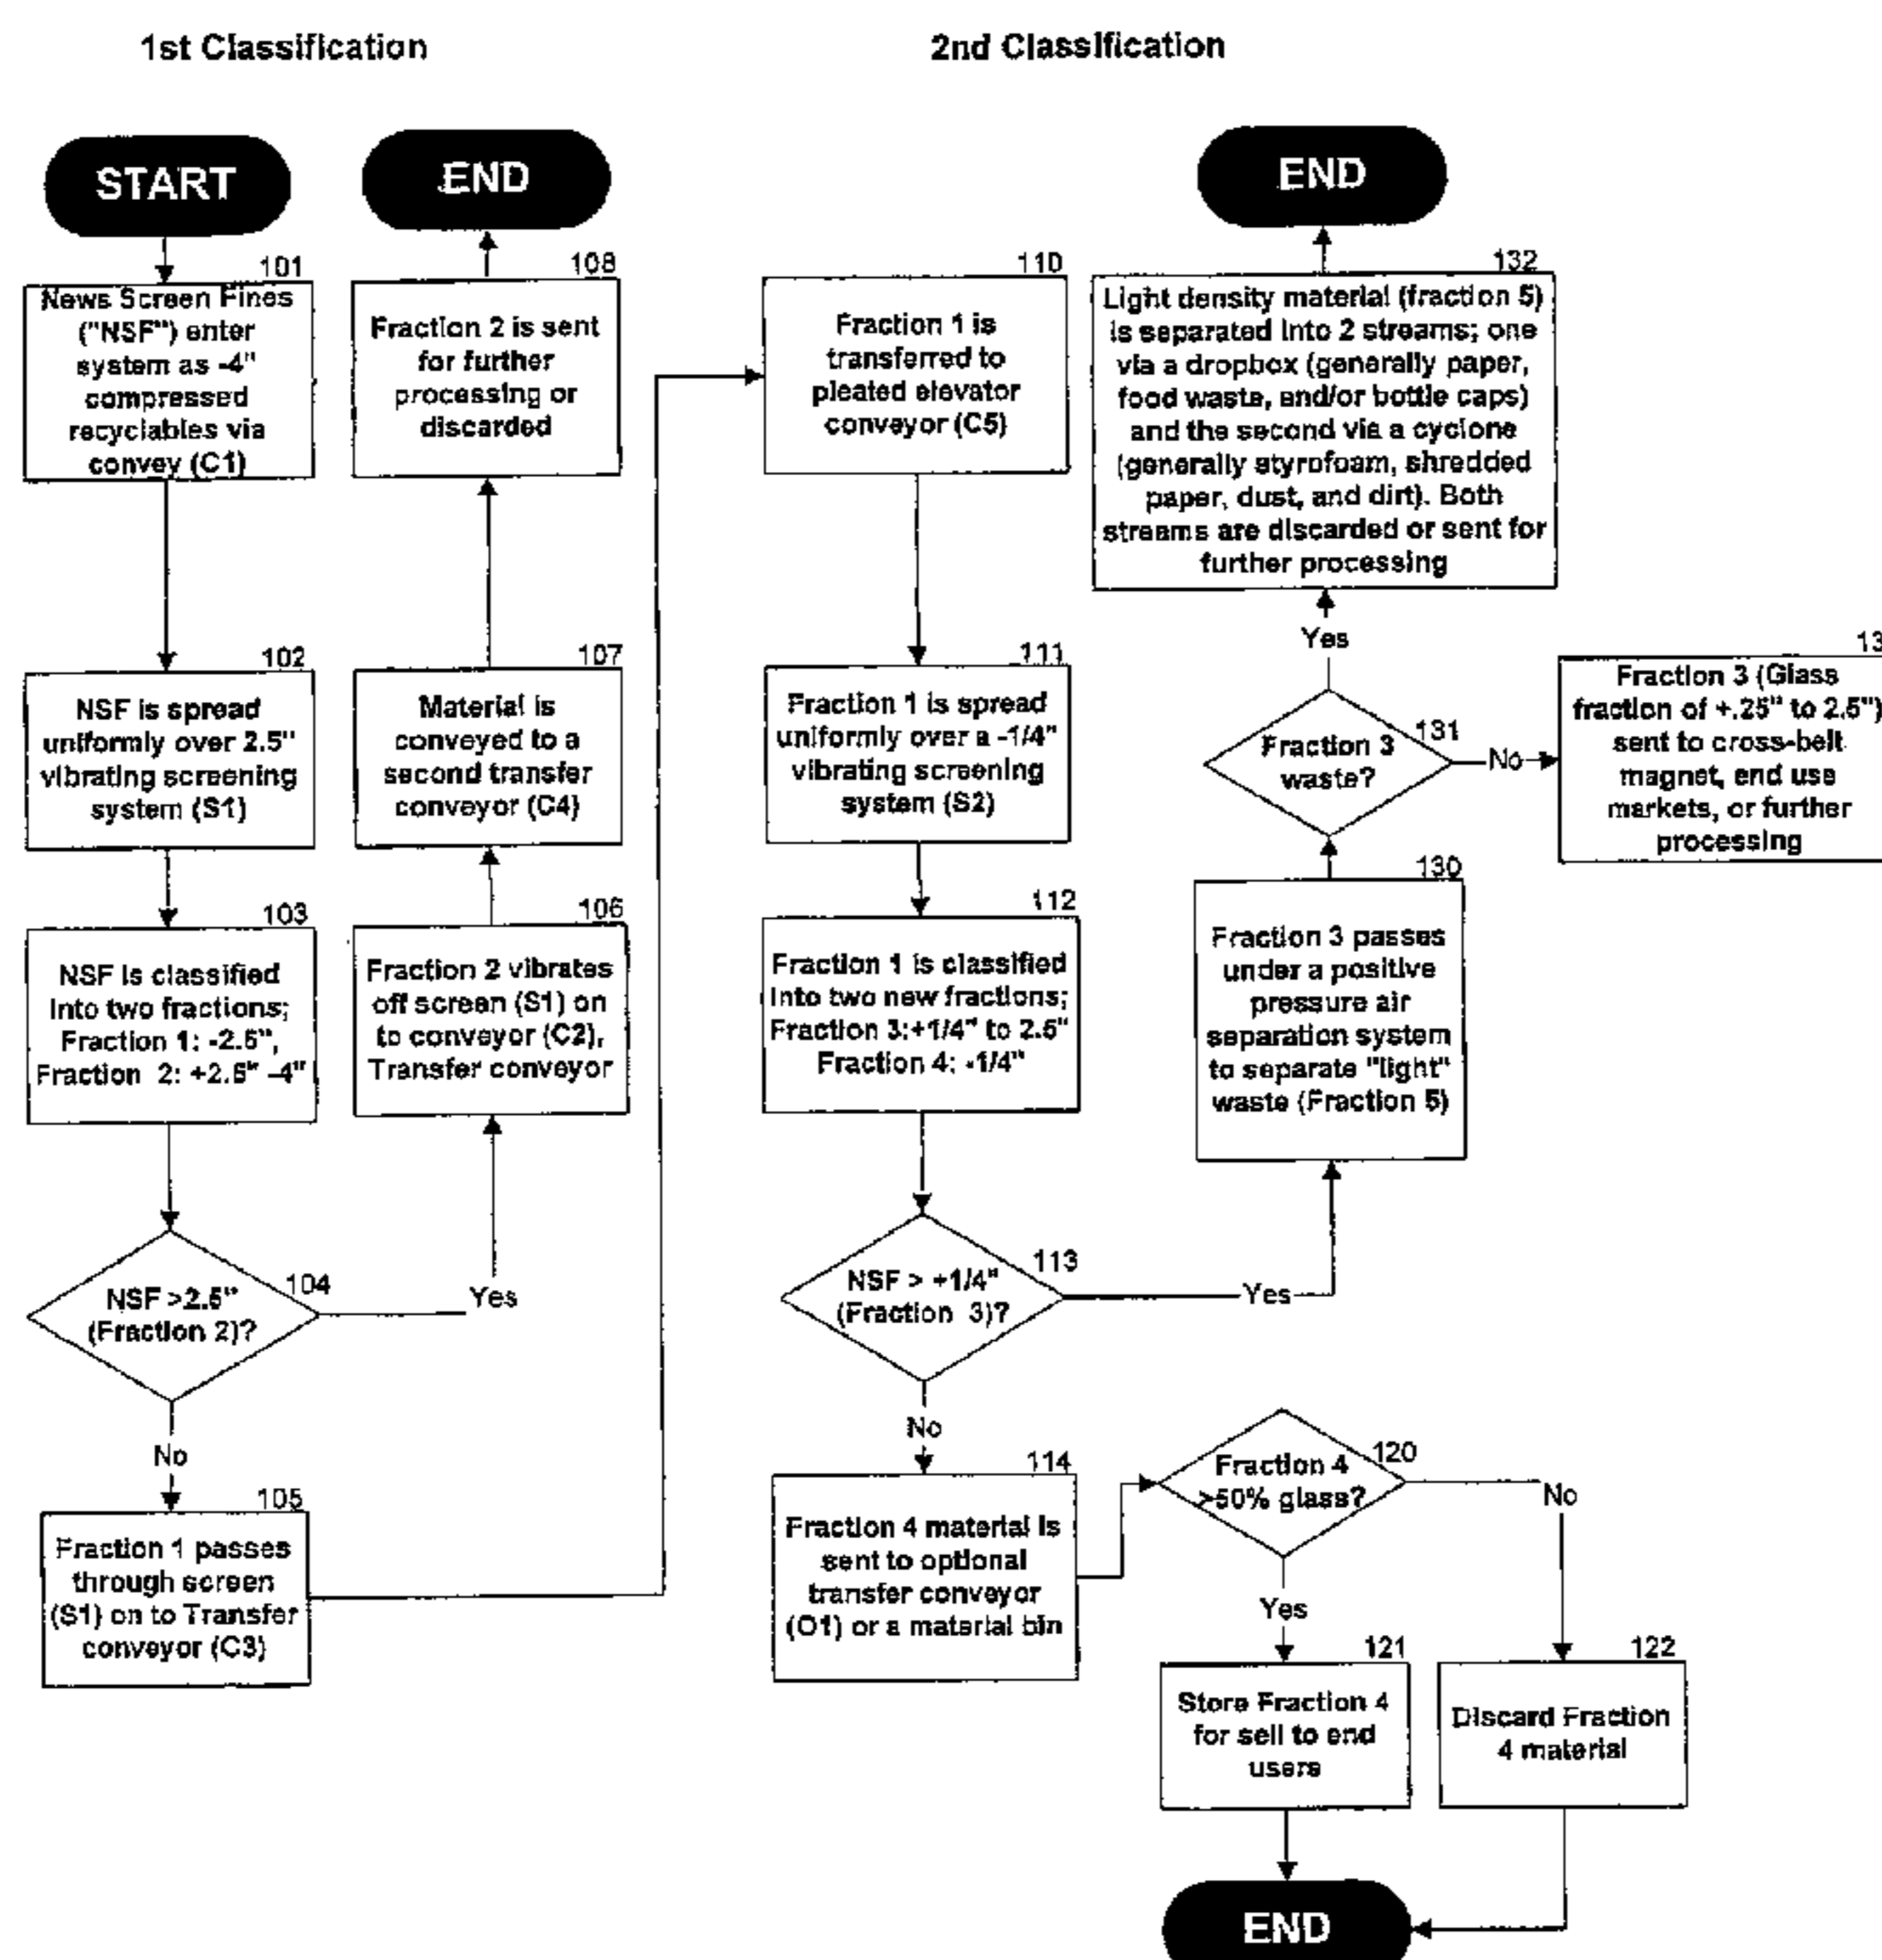 1st Classification
2nd Classification
START
END
END
101
News Screen Fines
("NSF") enter
system as -4"
compressed
recyclables via
convey (C1)
108
Fraction 2 is sent
for further
processing or
discarded
110
Fraction 1 is
transferred to
pleated elevator
conveyor (C5)
132
Light density material (fraction 5)
is separated into 2 streams; one
via a dropbox (generally paper,
food waste, and/or bottle caps)
and the second via a cyclone
(generally styrofoam, shredded
paper, dust, and dirt). Both
streams are discarded or sent for
further processing
Yes
102
NSF is spread
uniformly over 2.5"
vibrating screening
system (S1)
107
Material is
conveyed to a
second transfer
conveyor (C4)
111
Fraction 1 is spread
uniformly over a -1/4"
vibrating screening
system (S2)
131
Fraction 3
waste?
No
Fraction 3 (Glass
fraction of +.25" to 2.5")
sent to cross-belt
magnet, end use
markets, or further
processing
103
NSF is classified
into two fractions;
Fraction 1: -2.5",
Fraction 2: +2.5" -4"
106
Fraction 2 vibrates
off screen (S1) on
to conveyor (C2),
Transfer conveyor
112
Fraction 1 is classified
into two new fractions;
Fraction 3:+1/4" to 2.5"
Fraction 4: -1/4"
130
Fraction 3 passes
under a positive
pressure air
separation system
to separate "light"
waste (Fraction 5)
104
NSF >2.5"
(Fraction 2)?
Yes
No
113
NSF > +1/4"
(Fraction 3)?
Yes
No
105
Fraction 1 passes
through screen
(S1) on to Transfer
conveyor (C3)
114
Fraction 4 material is
sent to optional
transfer conveyor
(O1) or a material bin
120
Fraction 4
>50% glass?
No
Yes
121
Store Fraction 4
for sell to end
users
122
Discard Fraction
4 material
END